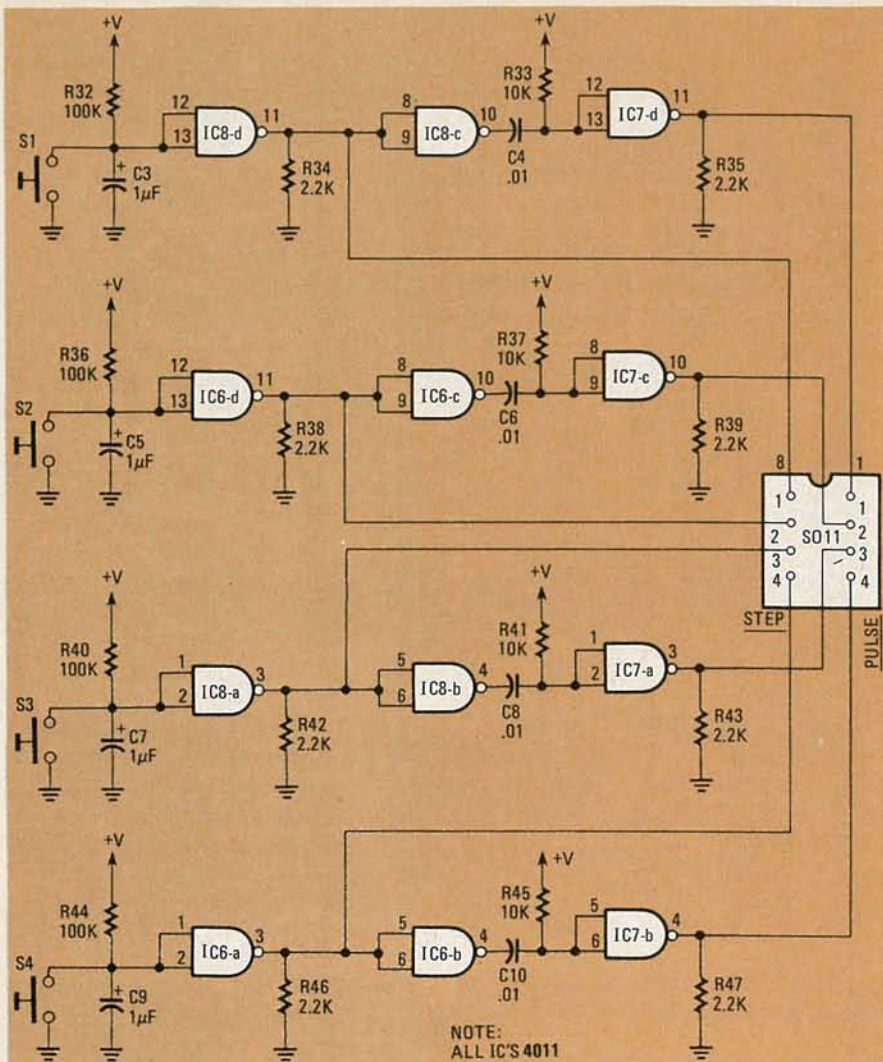 +V
R32
100K
S1
C3
+
1µF
12
13
IC8-d
11
R34
2.2K
8
9
IC8-c
10
C4
.01
+V
R33
10K
12
13
IC7-d
11
R35
2.2K
+V
R36
100K
S2
C5
+
1µF
12
13
IC6-d
11
R38
2.2K
8
9
IC6-c
10
C6
.01
+V
R37
10K
8
9
IC7-c
10
R39
2.2K
8
1
1
1
2
2
3
3
4
4
SO11
STEP
PULSE
+V
R40
100K
S3
C7
+
1µF
1
2
IC8-a
3
R42
2.2K
5
6
IC8-b
4
C8
.01
+V
R41
10K
1
2
IC7-a
3
R43
2.2K
+V
R44
100K
S4
C9
+
1µF
1
2
IC6-a
3
R46
2.2K
5
6
IC6-b
4
C10
.01
+V
R45
10K
5
6
IC7-b
4
R47
2.2K
NOTE:
ALL IC'S 4011